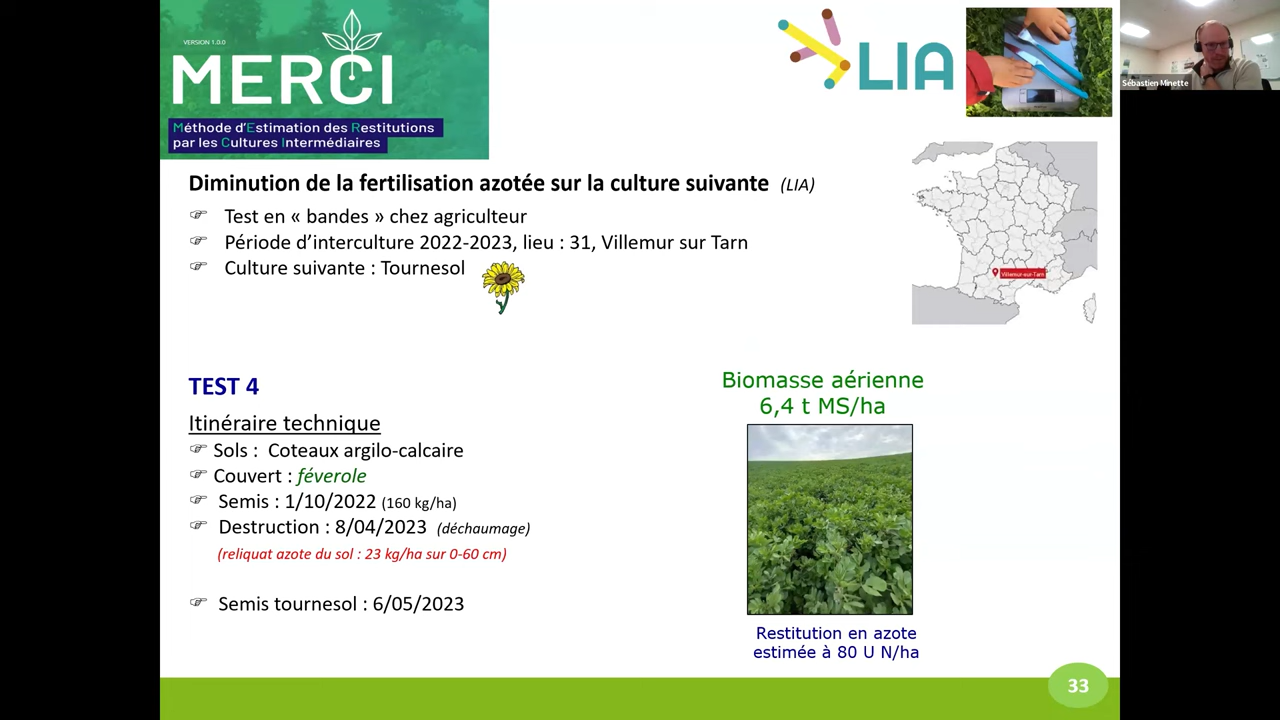 VERSION 1.0.0
MERCI
Méthode d'Estimation des Restitutions
par les Cultures Intermédiaires
LIA
Sébastien Minette
Diminution de la fertilisation azotée sur la culture suivante (LIA)
Test en « bandes » chez agriculteur
Période d'interculture 2022-2023, lieu : 31, Villemur sur Tarn
Culture suivante : Tournesol
Villemur-sur-Tarn
TEST 4
Itinéraire technique
Sols : Coteaux argilo-calcaire
Couvert : féverole
Semis : 1/10/2022 (160 kg/ha)
Destruction : 8/04/2023 (déchaumage)
(reliquat azote du sol : 23 kg/ha sur 0-60 cm)
Semis tournesol : 6/05/2023
Biomasse aérienne
6,4 t MS/ha
Restitution en azote
estimée à 80 U N/ha
33